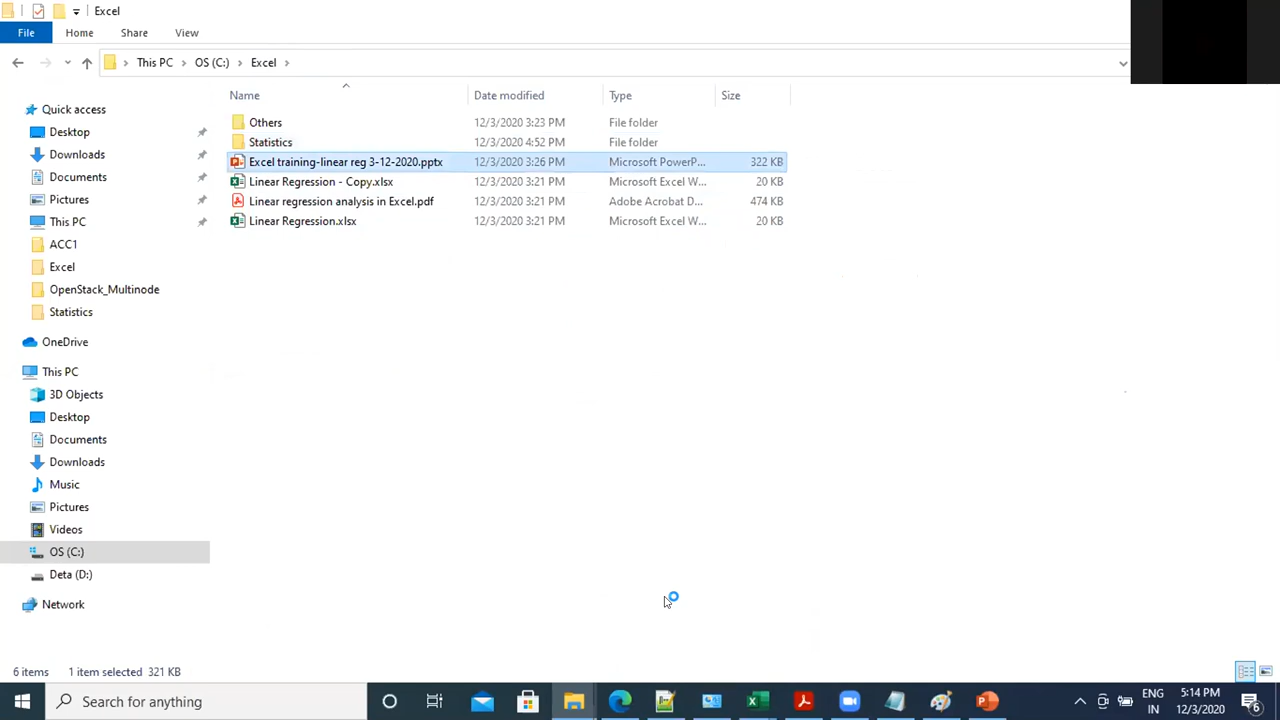 Excel
File Home Share View
This PC OS (C:) Excel
Name Date modified Type Size
Quick access
Desktop
Downloads
Documents
Pictures
This PC
ACC1
Excel
OpenStack_Multinode
Statistics
OneDrive
This PC
3D Objects
Desktop
Documents
Downloads
Music
Pictures
Videos
OS (C:)
Deta (D:)
Network
Others 12/3/2020 3:23 PM File folder
Statistics 12/3/2020 4:52 PM File folder
Excel training-linear reg 3-12-2020.pptx 12/3/2020 3:26 PM Microsoft PowerP... 322 KB
Linear Regression - Copy.xlsx 12/3/2020 3:21 PM Microsoft Excel W... 20 KB
Linear regression analysis in Excel.pdf 12/3/2020 3:21 PM Adobe Acrobat D... 474 KB
Linear Regression.xlsx 12/3/2020 3:21 PM Microsoft Excel W... 20 KB
6 items 1 item selected 321 KB
Search for anything
ENG 5:14 PM
IN 12/3/2020 6